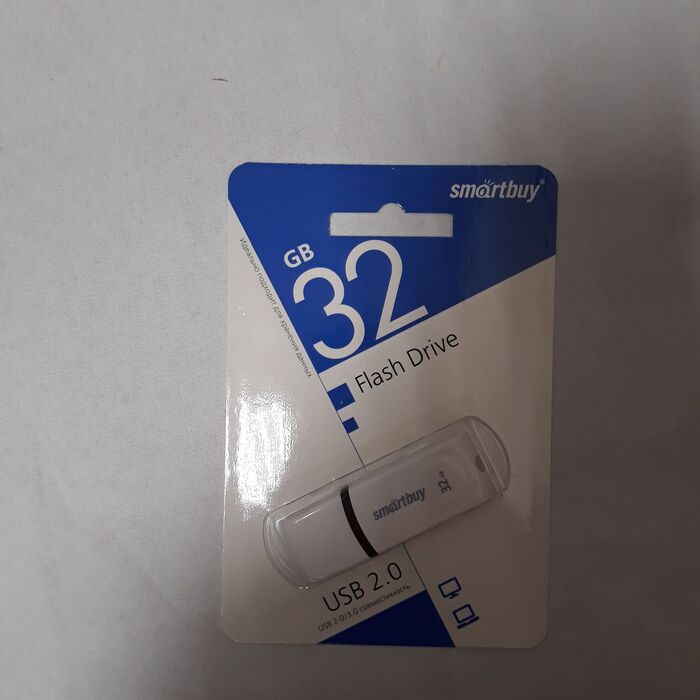 smartbuy®
GB
32
Идеально подходит для хранения данных
Flash Drive
smartbuy
32 GB
USB 2.0
USB 2.0/3.0 совместимость